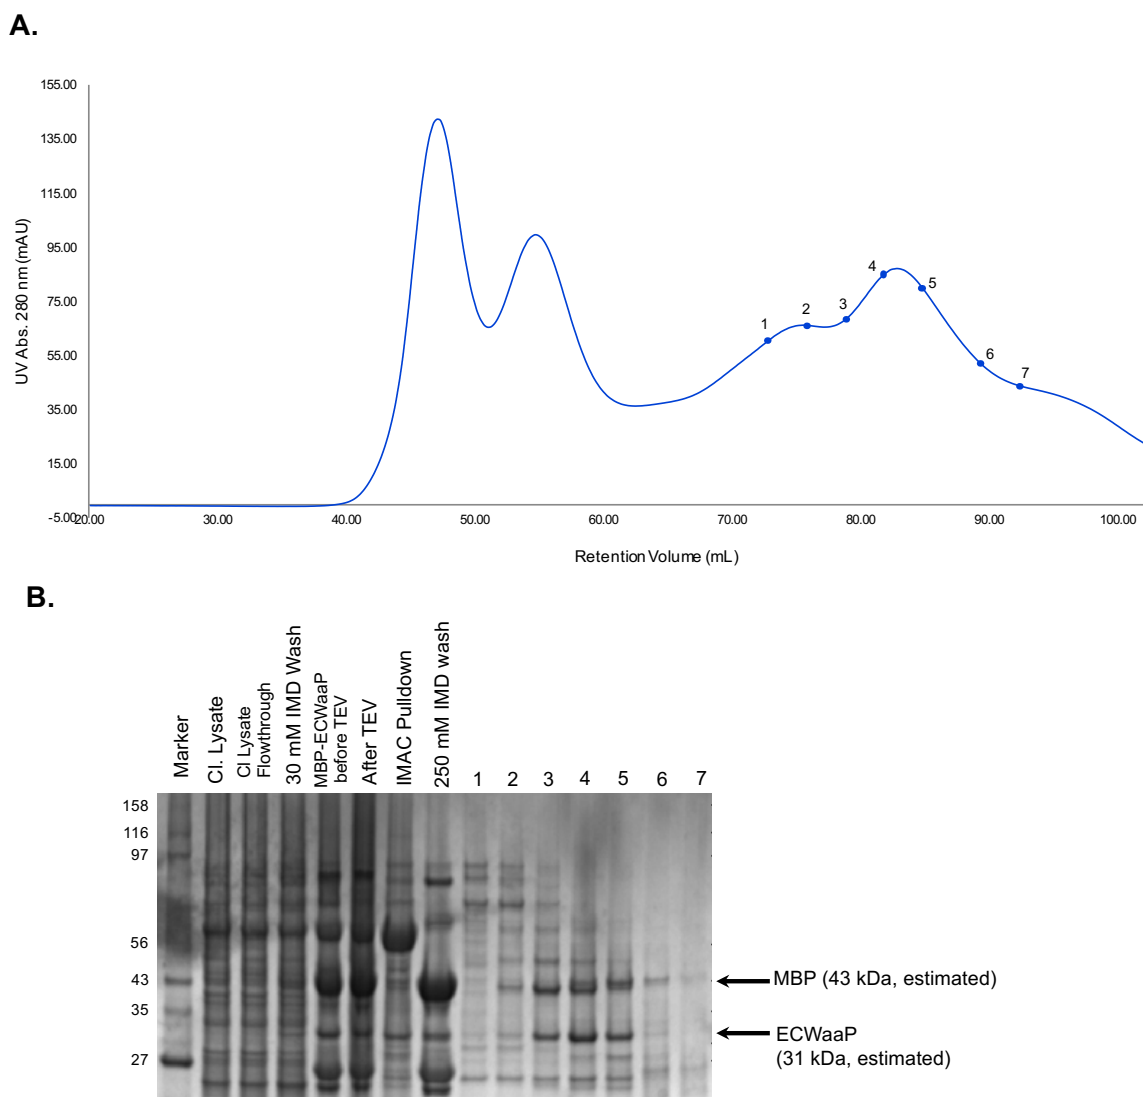 A.
155.00
135.00
115.00
95.00
75.00
55.00
35.00
15.00
-5.00
UV Abs. 280 nm (mAU)
1
2
3
4
5
6
7
20.00 30.00 40.00 50.00 60.00 70.00 80.00 90.00 100.00
Retention Volume (mL)
B.
Marker
Cl. Lysate
Cl Lysate
Flowthrough
30 mM IMD Wash
MBP-ECWaaP
before TEV
After TEV
IMAC Pulldown
250 mM IMD wash
1 2 3 4 5 6 7
158
116
97
56
43
35
27
MBP (43 kDa, estimated)
ECWaaP
(31 kDa, estimated)